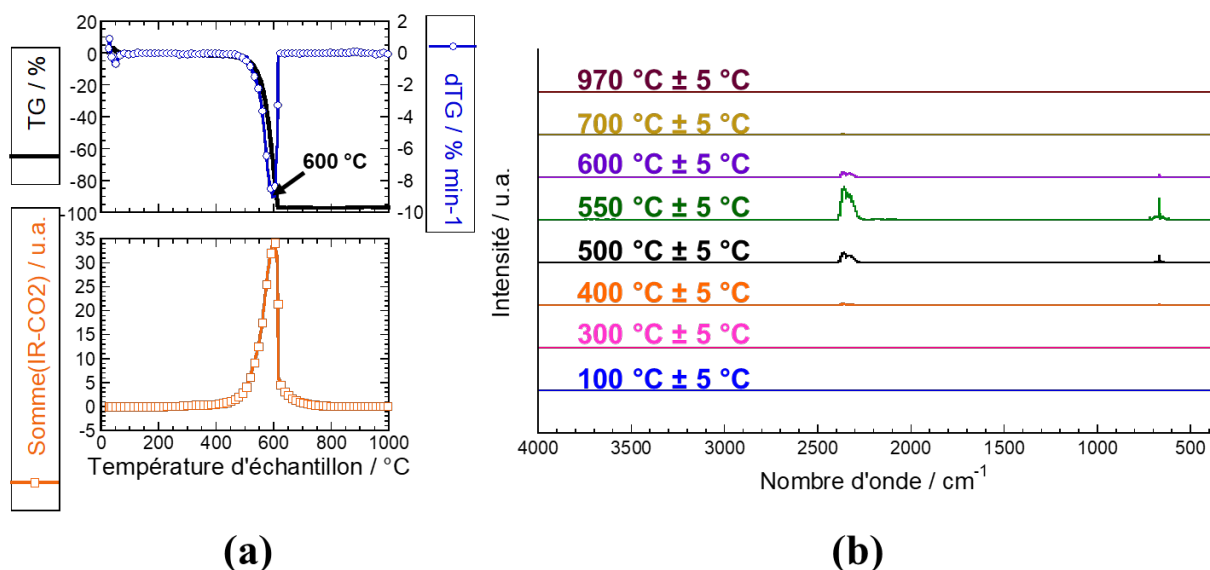 TG / %
20
0
-20
-40
-60
-80
-100
600 °C
2
0
-2
-4
-6
-8
-10
dTG / % min-1
Somme(IR-CO2) / u.a.
35
30
25
20
15
10
5
0
-5
0 200 400 600 800 1000
Température d'échantillon / °C
(a)
Intensité / u.a.
970 °C ± 5 °C
700 °C ± 5 °C
600 °C ± 5 °C
550 °C ± 5 °C
500 °C ± 5 °C
400 °C ± 5 °C
300 °C ± 5 °C
100 °C ± 5 °C
4000 3500 3000 2500 2000 1500 1000 500
Nombre d'onde / cm⁻¹
(b)